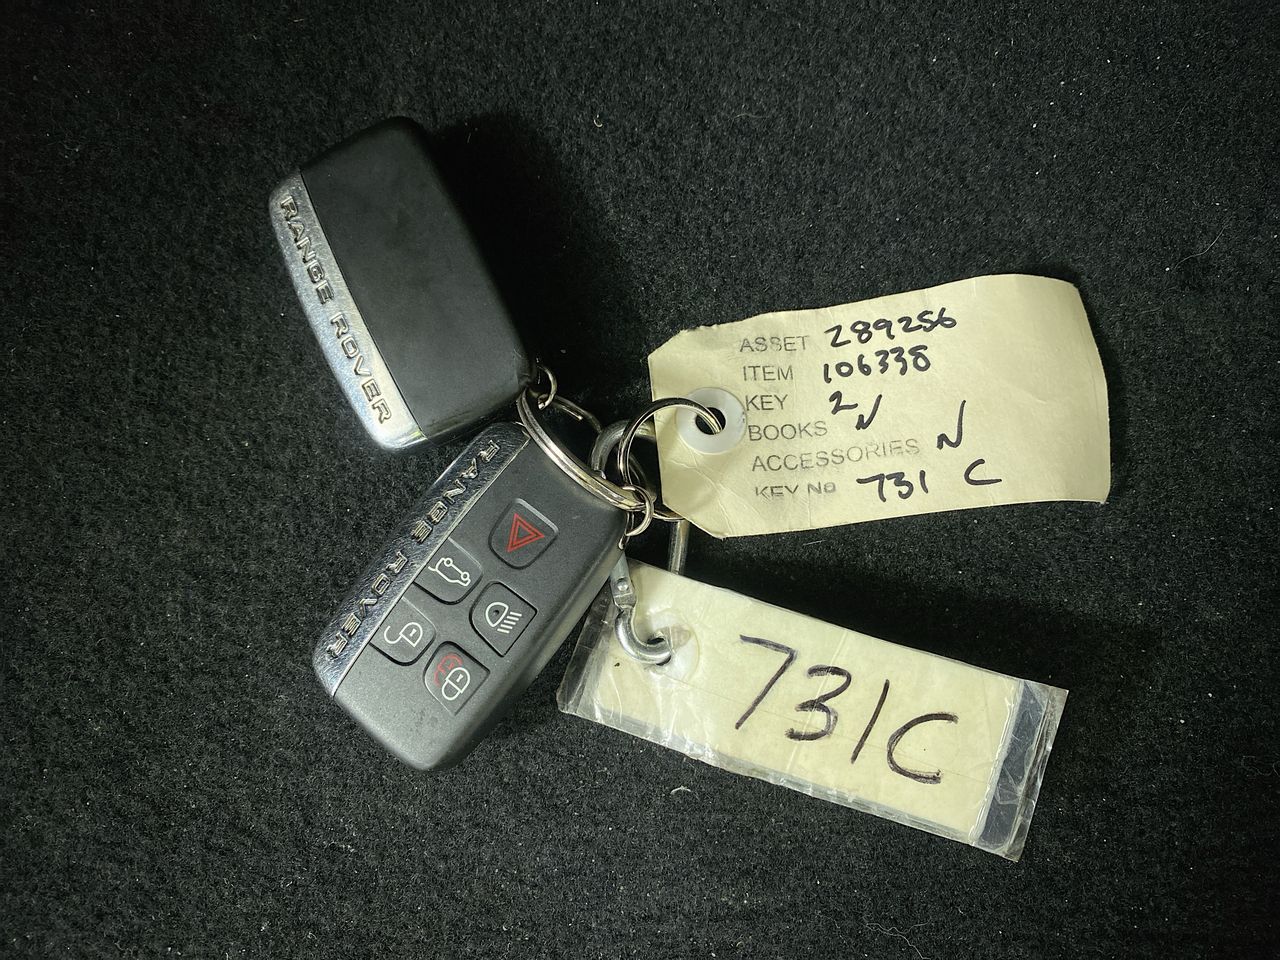 RANGE ROVER
RANGE ROVER
ASSET 289256
ITEM 106338
KEY 2
BOOKS N
ACCESSORIES N
KEY No 731 C
731C